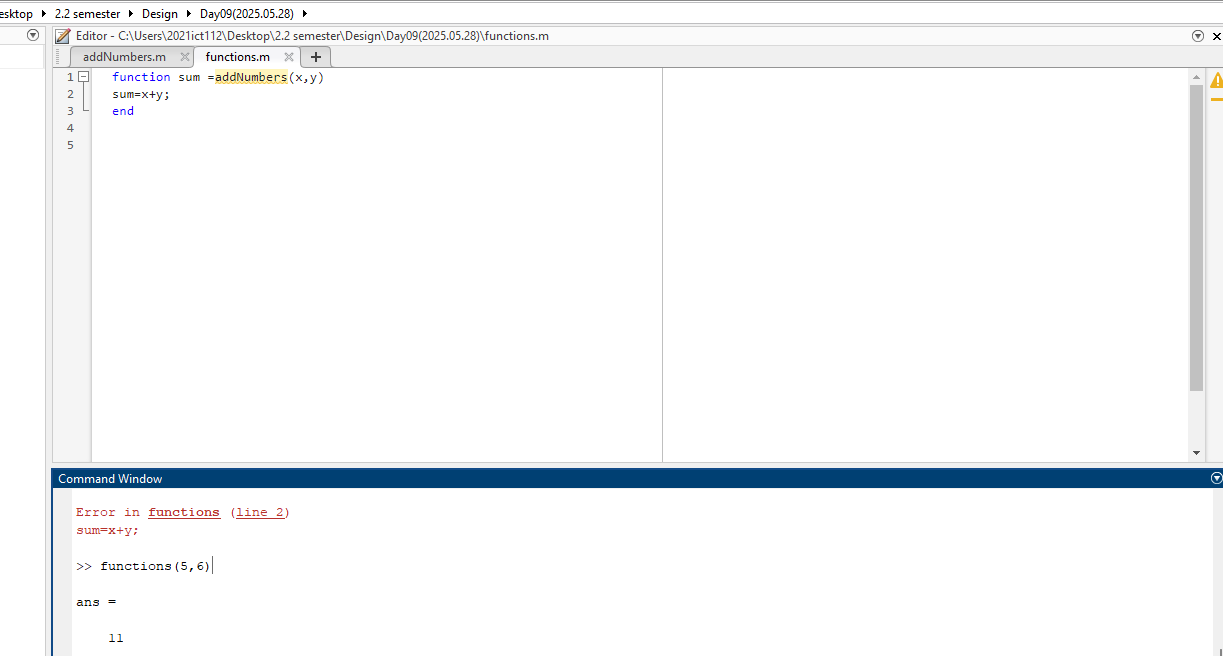 esktop 2.2 semester Design Day09(2025.05.28)
Editor - C:\Users\2021ict112\Desktop\2.2 semester\Design\Day09(2025.05.28)\functions.m
addNumbers.m functions.m
1 function sum =addNumbers(x,y)
2 sum=x+y;
3 end
4
5
Command Window
Error in functions (line 2)
sum=x+y;
>> functions(5,6)
ans =
11